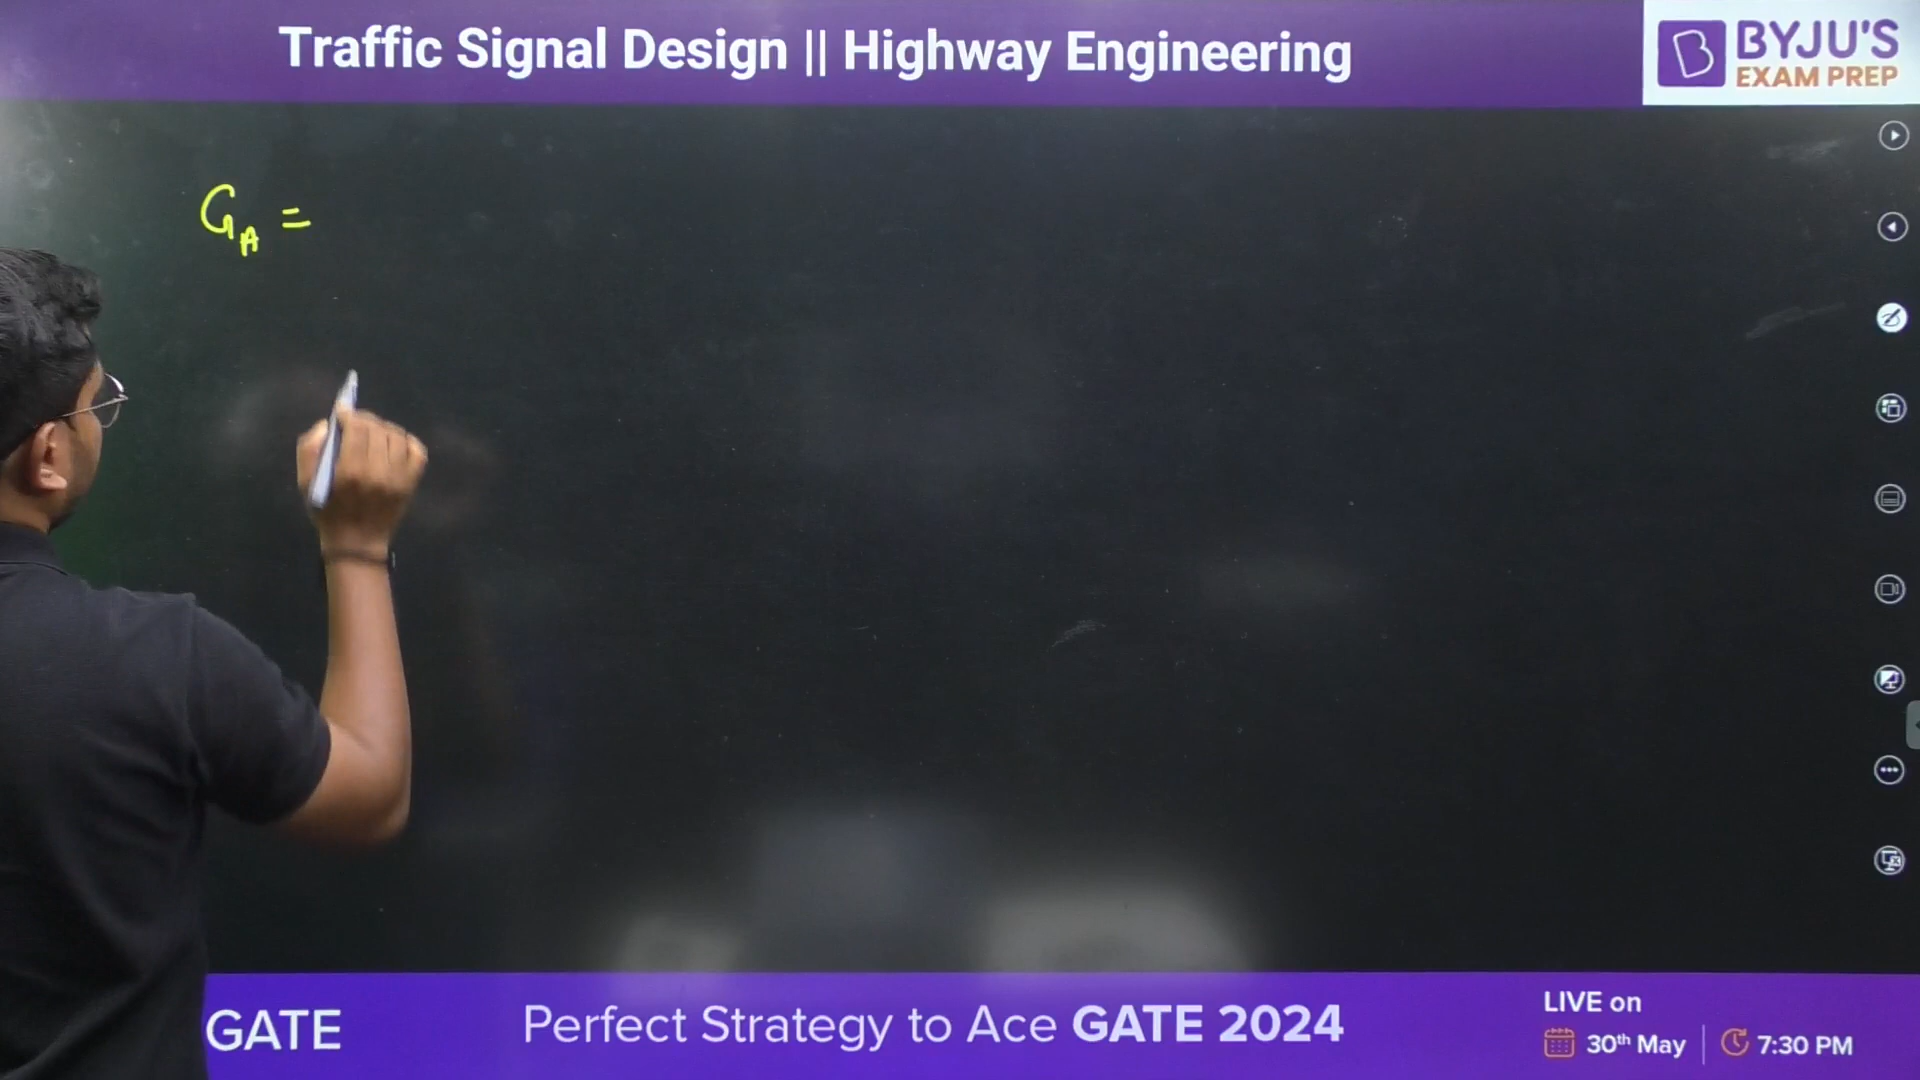 Traffic Signal Design || Highway Engineering
BYJU'S
EXAM PREP
G_A =
GATE
Perfect Strategy to Ace GATE 2024
LIVE on
30th May | 7:30 PM